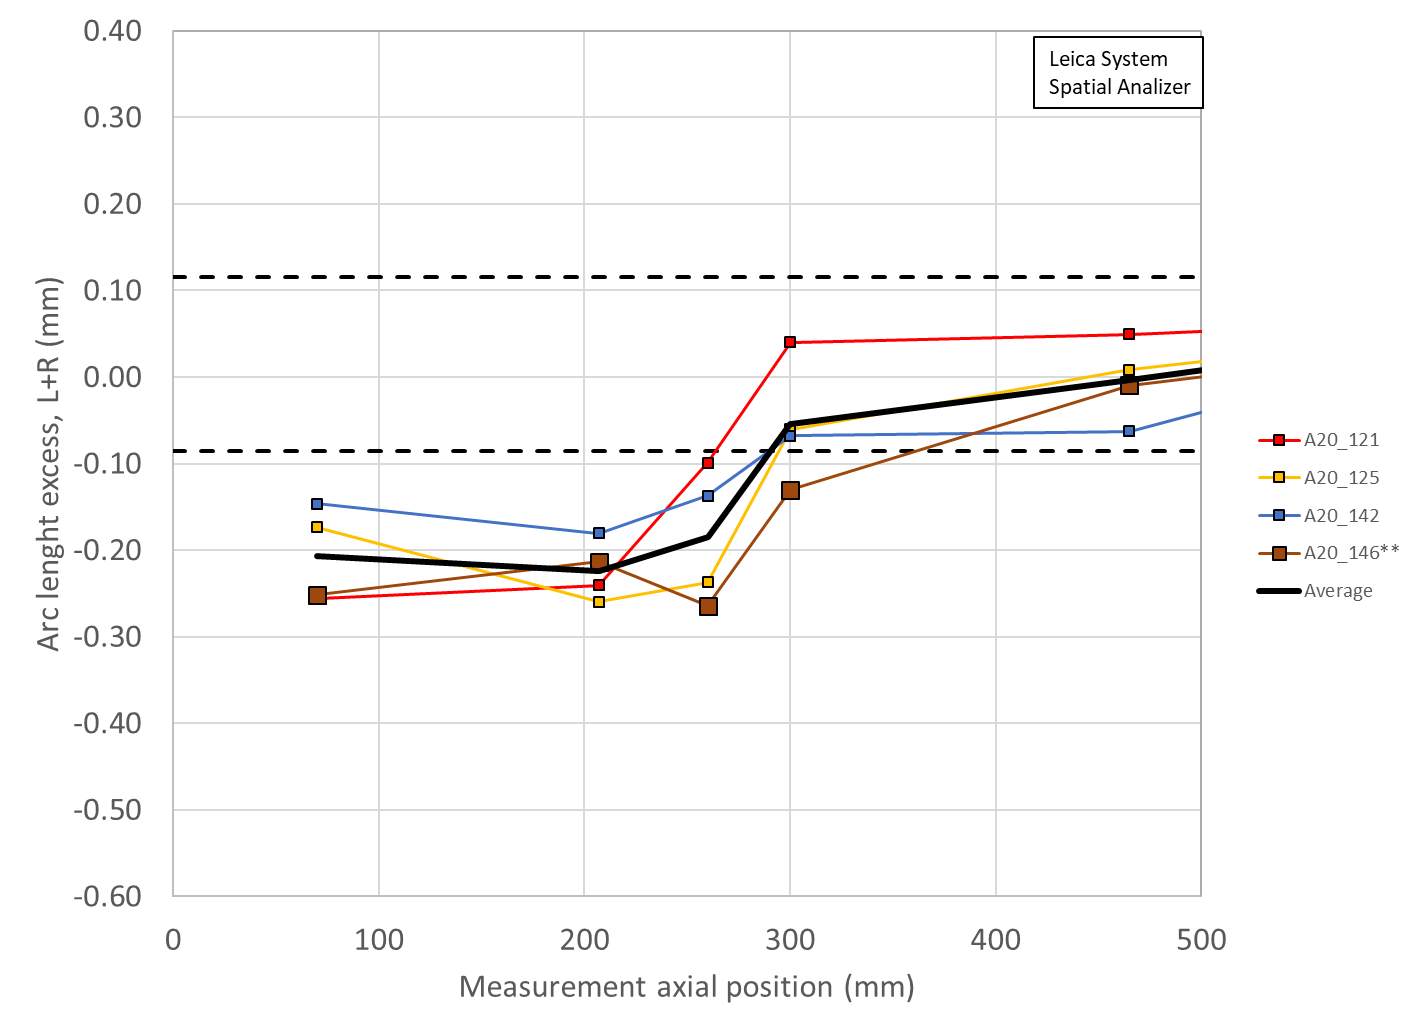 0.40
0.30
0.20
0.10
0.00
-0.10
-0.20
-0.30
-0.40
-0.50
-0.60
Arc lenght excess, L+R (mm)
Leica System
Spatial Analizer
A20_121
A20_125
A20_142
A20_146**
Average
0 100 200 300 400 500
Measurement axial position (mm)